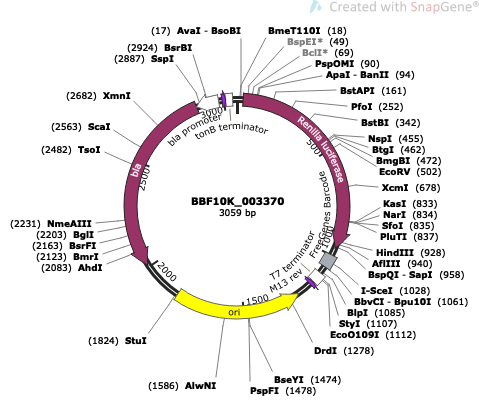 Created with SnapGene®
(17) AvaI - BsoBI
(2924) BsrBI
(2887) SspI
(2682) XmnI
(2563) ScaI
(2482) TsoI
(2231) NmeAIII
(2203) BglI
(2163) BsrFI
(2123) BmrI
(2083) AhdI
(1824) StuI
(1586) AlwNI
BmeT110I (18)
BspEI* (49)
BclI* (69)
PspOMI (90)
ApaI - BanII (94)
BstAPI (161)
PfoI (252)
BstBI (342)
NspI (455)
BtgI (462)
BmgBI (472)
EcoRV (502)
XcmI (678)
KasI (833)
NarI (834)
SfoI (835)
PluTI (837)
HindIII (928)
AflIII (940)
BspQI - SapI (958)
I-SceI (1028)
BbvCI - Bpu10I (1061)
BlpI (1085)
StyI (1107)
EcoO109I (1112)
DrdI (1278)
BseYI (1474)
PspFI (1478)
bla promoter
tonB terminator
Renilla luciferase
FreeGenes Barcode
T7 terminator
M13 rev
ori
bla
500
1000
1500
2000
2500
3000
BBF10K_003370
3059 bp